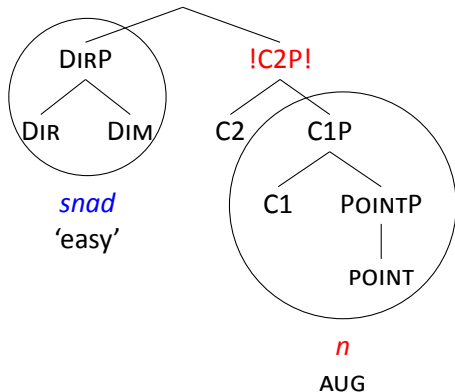 DIRP !C2P!
DIR DIM C2 C1P
snad C1 POINTP
'easy'
POINT
n
AUG